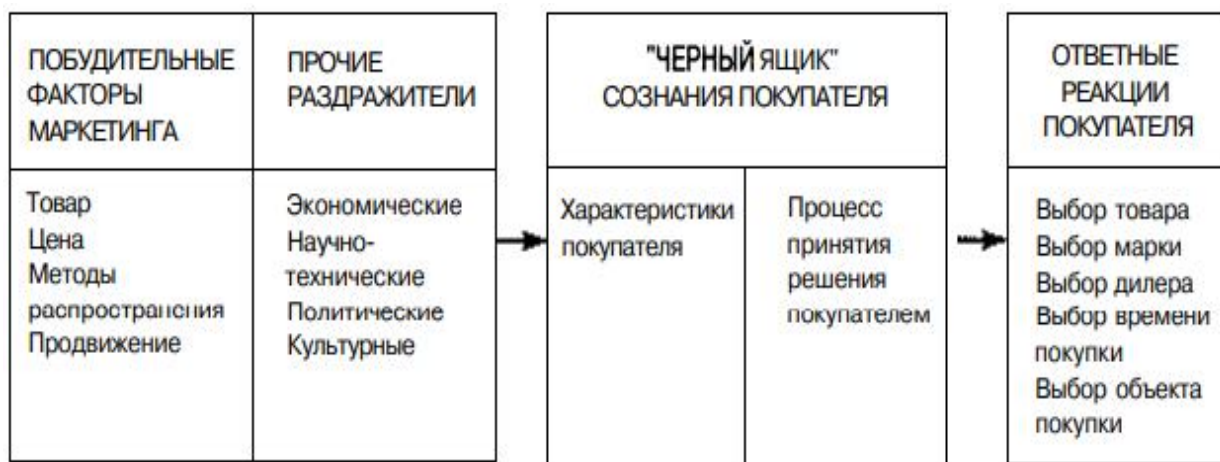 ПОБУДИТЕЛЬНЫЕ
ФАКТОРЫ
МАРКЕТИНГА
Товар
Цена
Методы
распространения
Продвижение
ПРОЧИЕ
РАЗДРАЖИТЕЛИ
Экономические
Научно-
технические
Политические
Культурные
"ЧЕРНЫЙ ЯЩИК"
СОЗНАНИЯ ПОКУПАТЕЛЯ
Характеристики
покупателя
Процесс
принятия
решения
покупателем
ОТВЕТНЫЕ
РЕАКЦИИ
ПОКУПАТЕЛЯ
Выбор товара
Выбор марки
Выбор дилера
Выбор времени
покупки
Выбор объекта
покупки